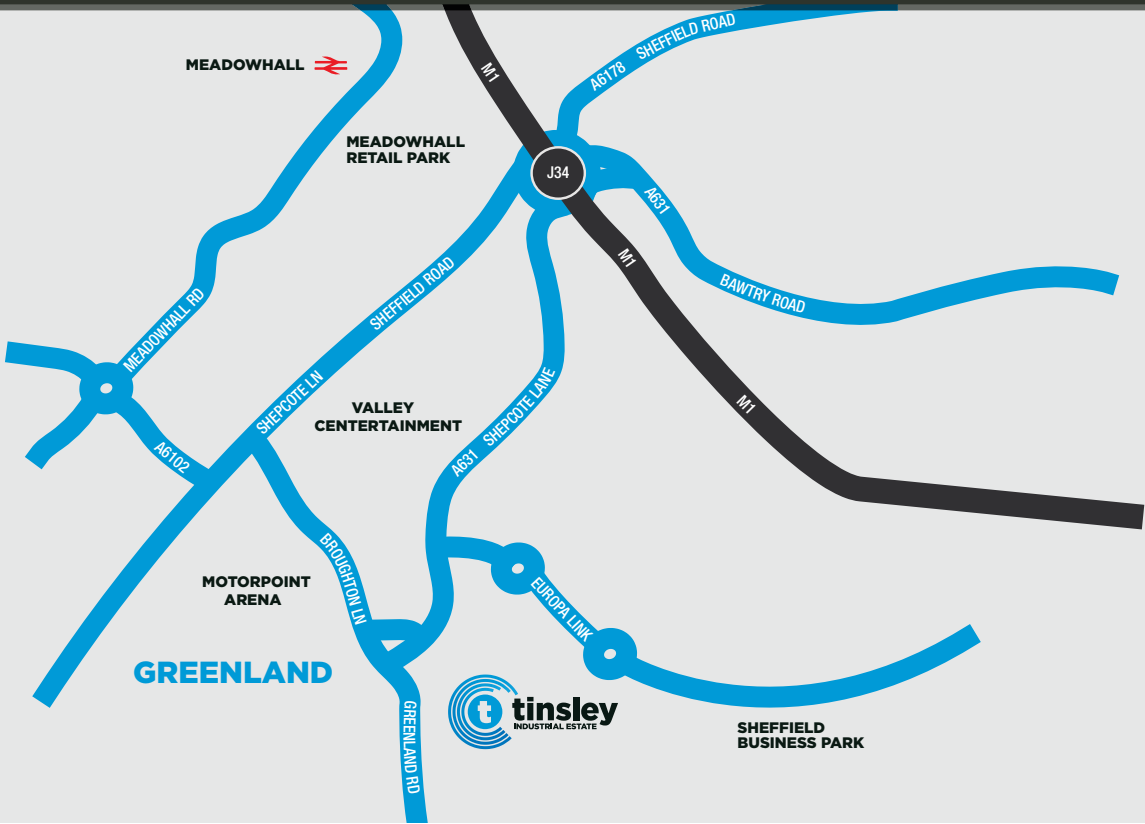 SHEFFIELD ROAD
A6178
M1
MEADOWHALL
MEADOWHALL
RETAIL PARK
J34
A631
M1
BAWTRY ROAD
SHEFFIELD ROAD
MEADOWHALL RD
SHEPCOTE LN
VALLEY
CENTERTAINMENT
M1
A631 SHEPCOTE LANE
A6102
BROUGHTON LN
MOTORPOINT
ARENA
EUROPA LINK
GREENLAND
t tinsley
INDUSTRIAL ESTATE
GREENLAND RD
SHEFFIELD
BUSINESS PARK